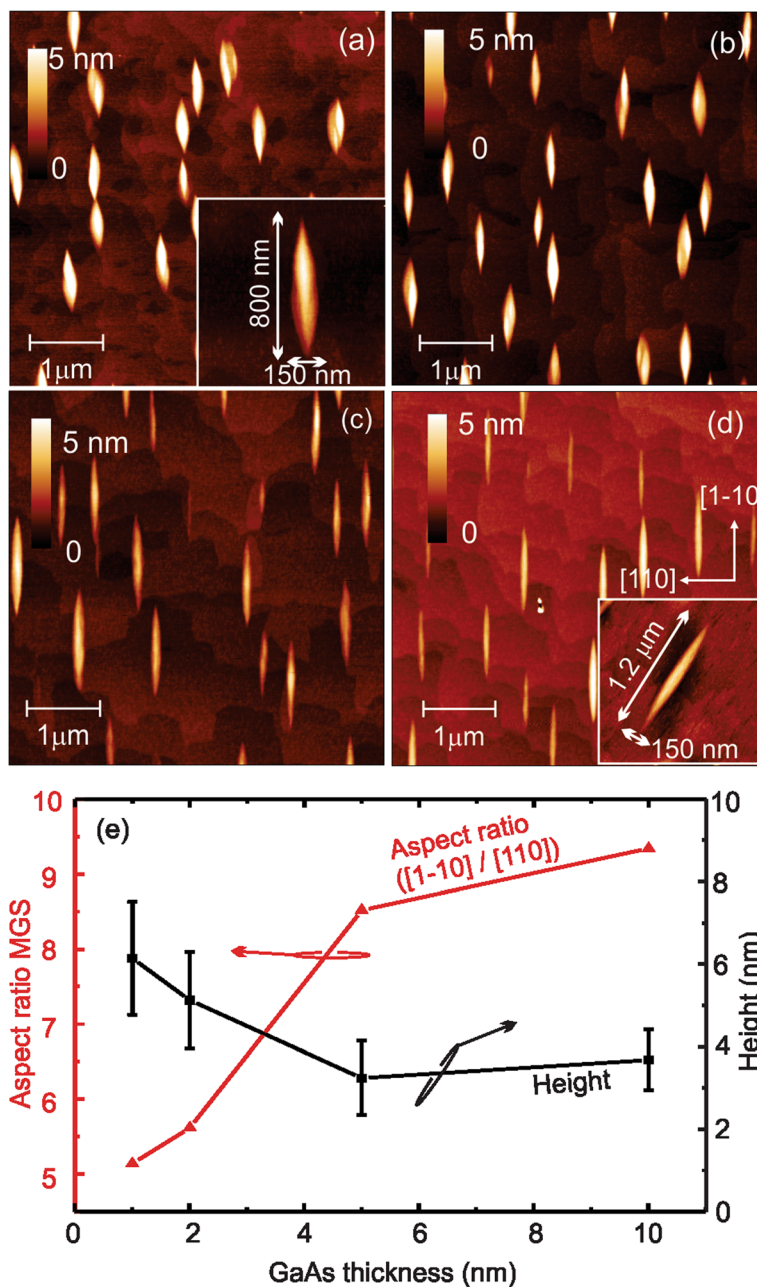 (a)
5 nm
0
1μm
800 nm
150 nm
(b)
5 nm
0
1μm
(c)
5 nm
0
1μm
(d)
5 nm
0
[1-10]
[110]
1μm
1.2 μm
150 nm
(e)
Aspect ratio
([1-10] / [110])
Height
Aspect ratio MGS
10
9
8
7
6
5
Height (nm)
10
8
6
4
2
0
0 2 4 6 8 10
GaAs thickness (nm)